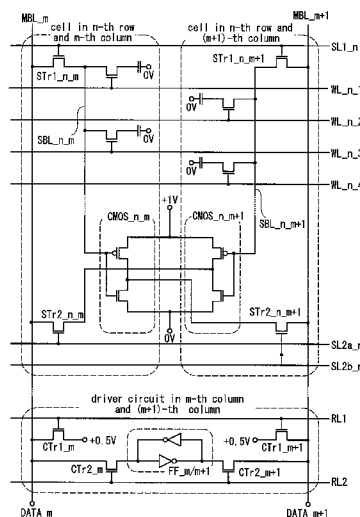 MBL_m
MBL_m+1
cell in n-th row
and m-th column
cell in n-th row and
(m+1)-th column
SL1_n
STr1_n_m
STr1_n_m+1
0V
WL_n_1
0V
WL_n_2
SBL_n_m
0V
WL_n_3
0V
WL_n_4
+1V
CMOS_n_m
CMOS_n_m+1
SBL_n_m+1
STr2_n_m
0V
STr2_n_m+1
SL2a_n
SL2b_n
driver circuit in m-th column
and (m+1)-th column
RL1
CTr1_m
+0.5V
+0.5V
CTr1_m+1
CTr2_m
FF_m/m+1
CTr2_m+1
RL2
DATA_m
DATA_m+1